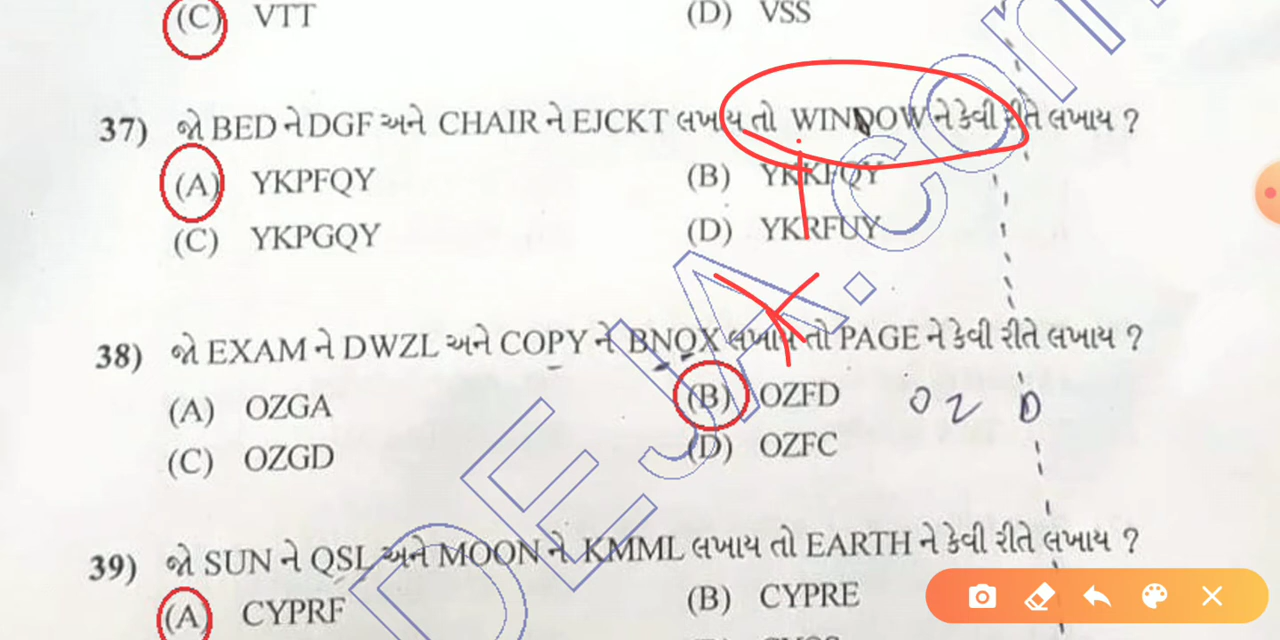 (C) VTT (D) VSS
37) જો BED ને DGF અને CHAIR ને EJCKT લખાય તો WINDOW ને કેવી રીતે લખાય ?
(A) YKPFQY (B) YKKFQY
(C) YKPGQY (D) YKRFUY
38) જો EXAM ને DWZL અને COPY ને BNOX લખાય તો PAGE ને કેવી રીતે લખાય ?
(A) OZGA (B) OZFD O Z D
(C) OZGD (D) OZFC
39) જો SUN ને QSL અને MOON ને KMML લખાય તો EARTH ને કેવી રીતે લખાય ?
(A) CYPRF (B) CYPRE